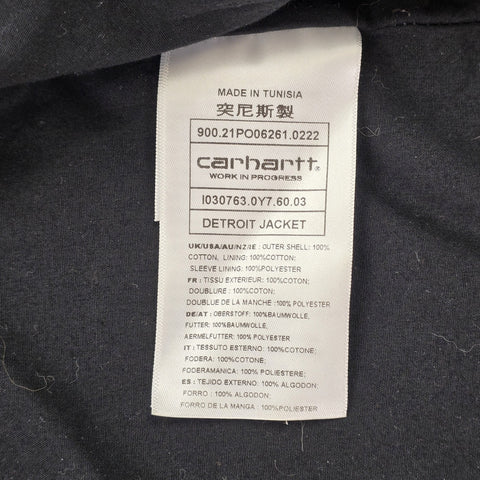 MADE IN TUNISIA
突尼斯製
900.21PO06261.0222
carhartt®
WORK IN PROGRESS
I030763.0Y7.60.03
DETROIT JACKET
UK/USA/AU/NZ/IE : OUTER SHELL: 100%
COTTON, LINING: 100%COTTON;
SLEEVE LINING: 100%POLYESTER
FR : TISSU EXTERIEUR: 100%COTON;
DOUBLURE : 100%COTON;
DOUBLUE DE LA MANCHE :100% POLYESTER
DE/AT : OBERSTOFF: 100%BAUMWOLLE,
FUTTER: 100%BAUMWOLLE,
AERMELFUTTER: 100%POLYESTER
IT : TESSUTO ESTERNO: 100%COTONE;
FODERA: 100%COTONE;
FODERAMANICA: 100% POLIESTERE;
ES : TEJIDO EXTERNO: 100% ALGODON;
FORRO : 100% ALGODON;
FORRO DE LA MANGA : 100%POLIESTER